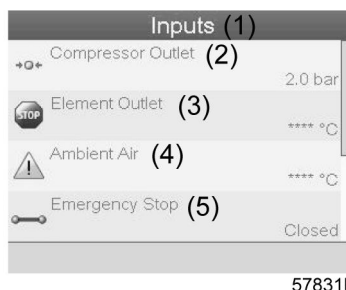 Inputs (1)
Compressor Outlet (2)
2.0 bar
Element Outlet (3)
STOP
**** °C
Ambient Air (4)
**** °C
Emergency Stop (5)
Closed